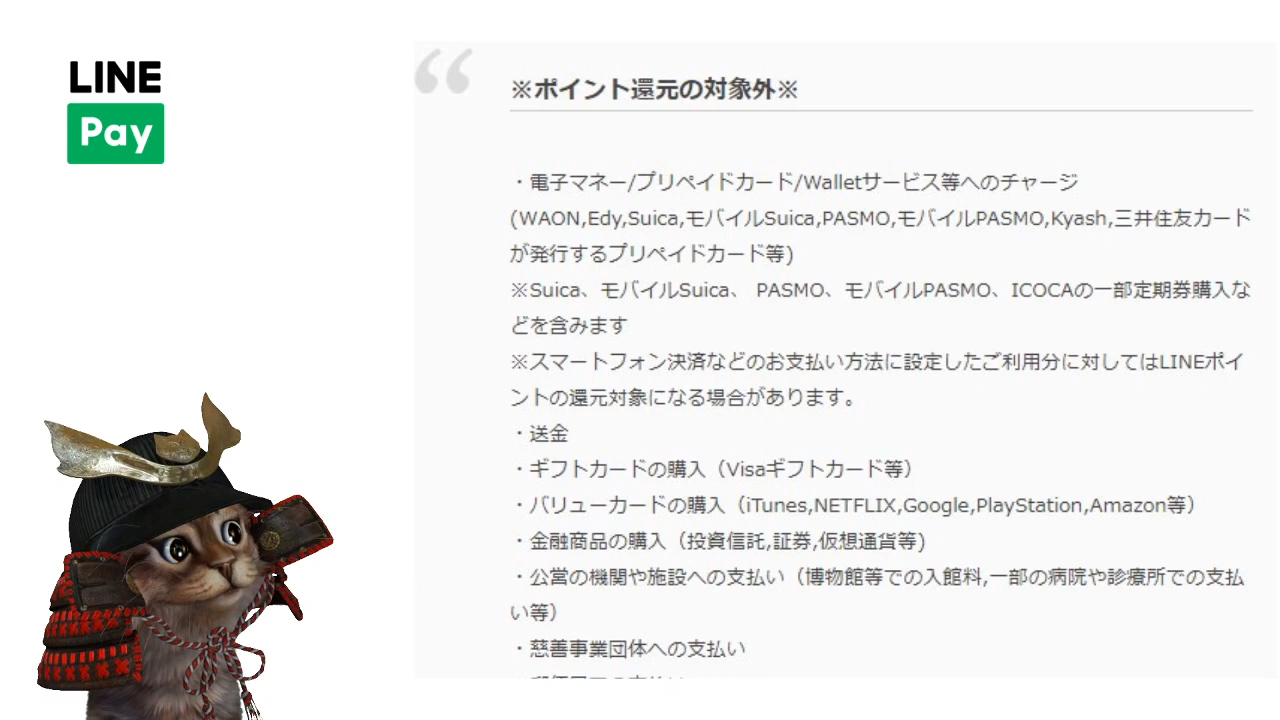 LINE
Pay
※ポイント還元の対象外※
・電子マネー/プリペイドカード/Walletサービス等へのチャージ
(WAON,Edy,Suica,モバイルSuica,PASMO,モバイルPASMO,Kyash,三井住友カード
が発行するプリペイドカード等)
※Suica、モバイルSuica、 PASMO、モバイルPASMO、ICOCAの一部定期券購入な
どを含みます
※スマートフォン決済などのお支払い方法に設定したご利用分に対してはLINEポイ
ントの還元対象になる場合があります。
・送金
・ギフトカードの購入（Visaギフトカード等）
・バリューカードの購入（iTunes,NETFLIX,Google,PlayStation,Amazon等）
・金融商品の購入（投資信託,証券,仮想通貨等)
・公営の機関や施設への支払い（博物館等での入館料,一部の病院や診療所での支払
い等）
・慈善事業団体への支払い